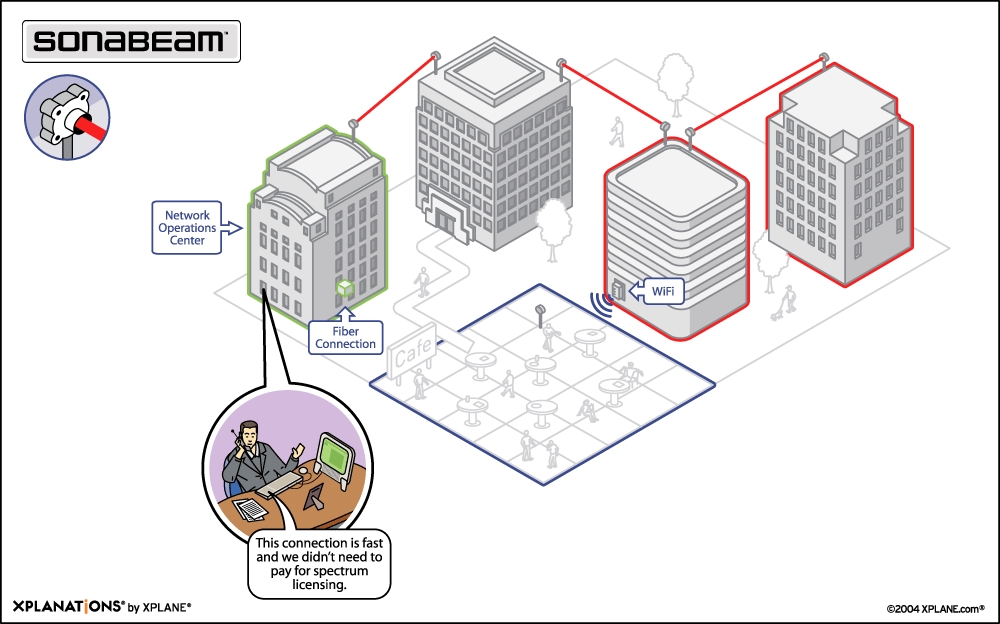 SONABEAM™
Network
Operations
Center
Fiber
Connection
WiFi
Cafe
This connection is fast
and we didn't need to
pay for spectrum
licensing.
XPLANATiONS® by XPLANE®
©2004 XPLANE.com®